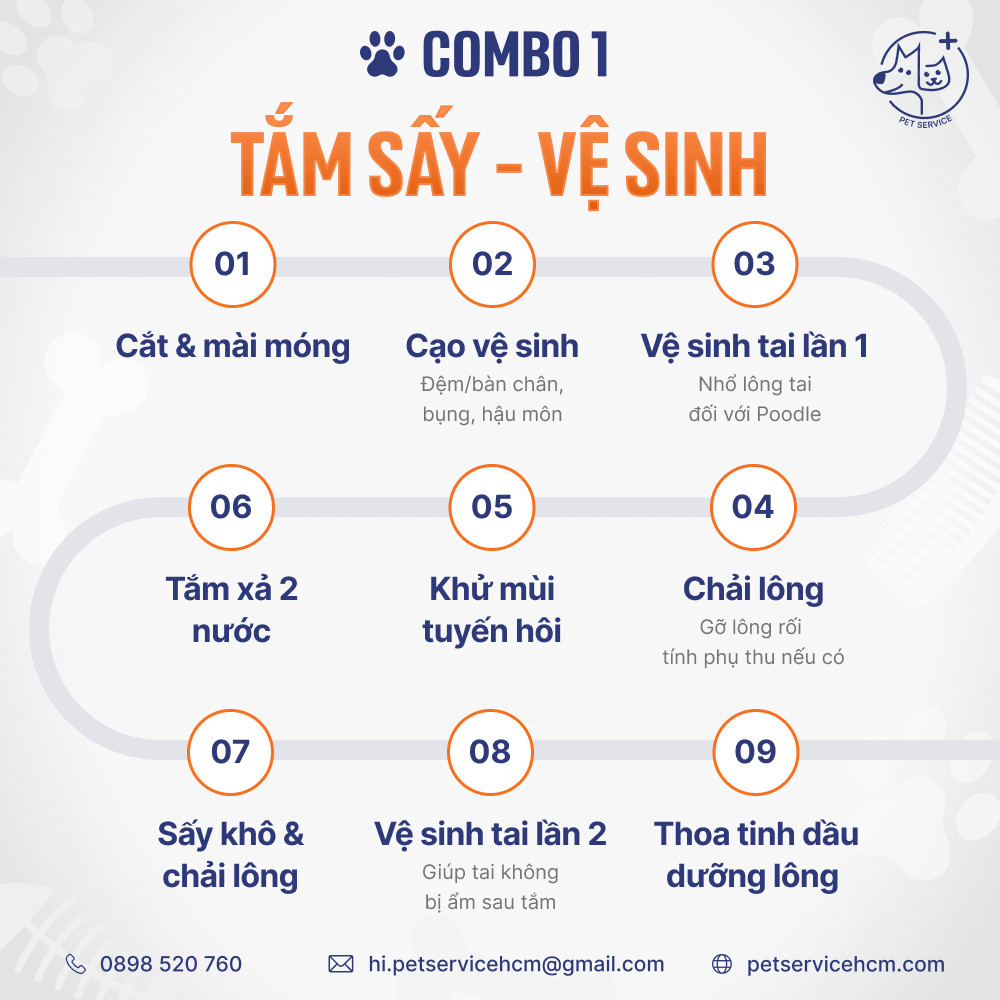 COMBO 1
PET SERVICE
TẮM SẤY - VỆ SINH
01
Cắt & mài móng
02
Cạo vệ sinh
Đệm/bàn chân,
bụng, hậu môn
03
Vệ sinh tai lần 1
Nhổ lông tai
đối với Poodle
04
Chải lông
Gỡ lông rối
tính phụ thu nếu có
05
Khử mùi
tuyến hôi
06
Tắm xả 2
nước
07
Sấy khô &
chải lông
08
Vệ sinh tai lần 2
Giúp tai không
bị ẩm sau tắm
09
Thoa tinh dầu
dưỡng lông
0898 520 760
hi.petservicehcm@gmail.com
petservicehcm.com